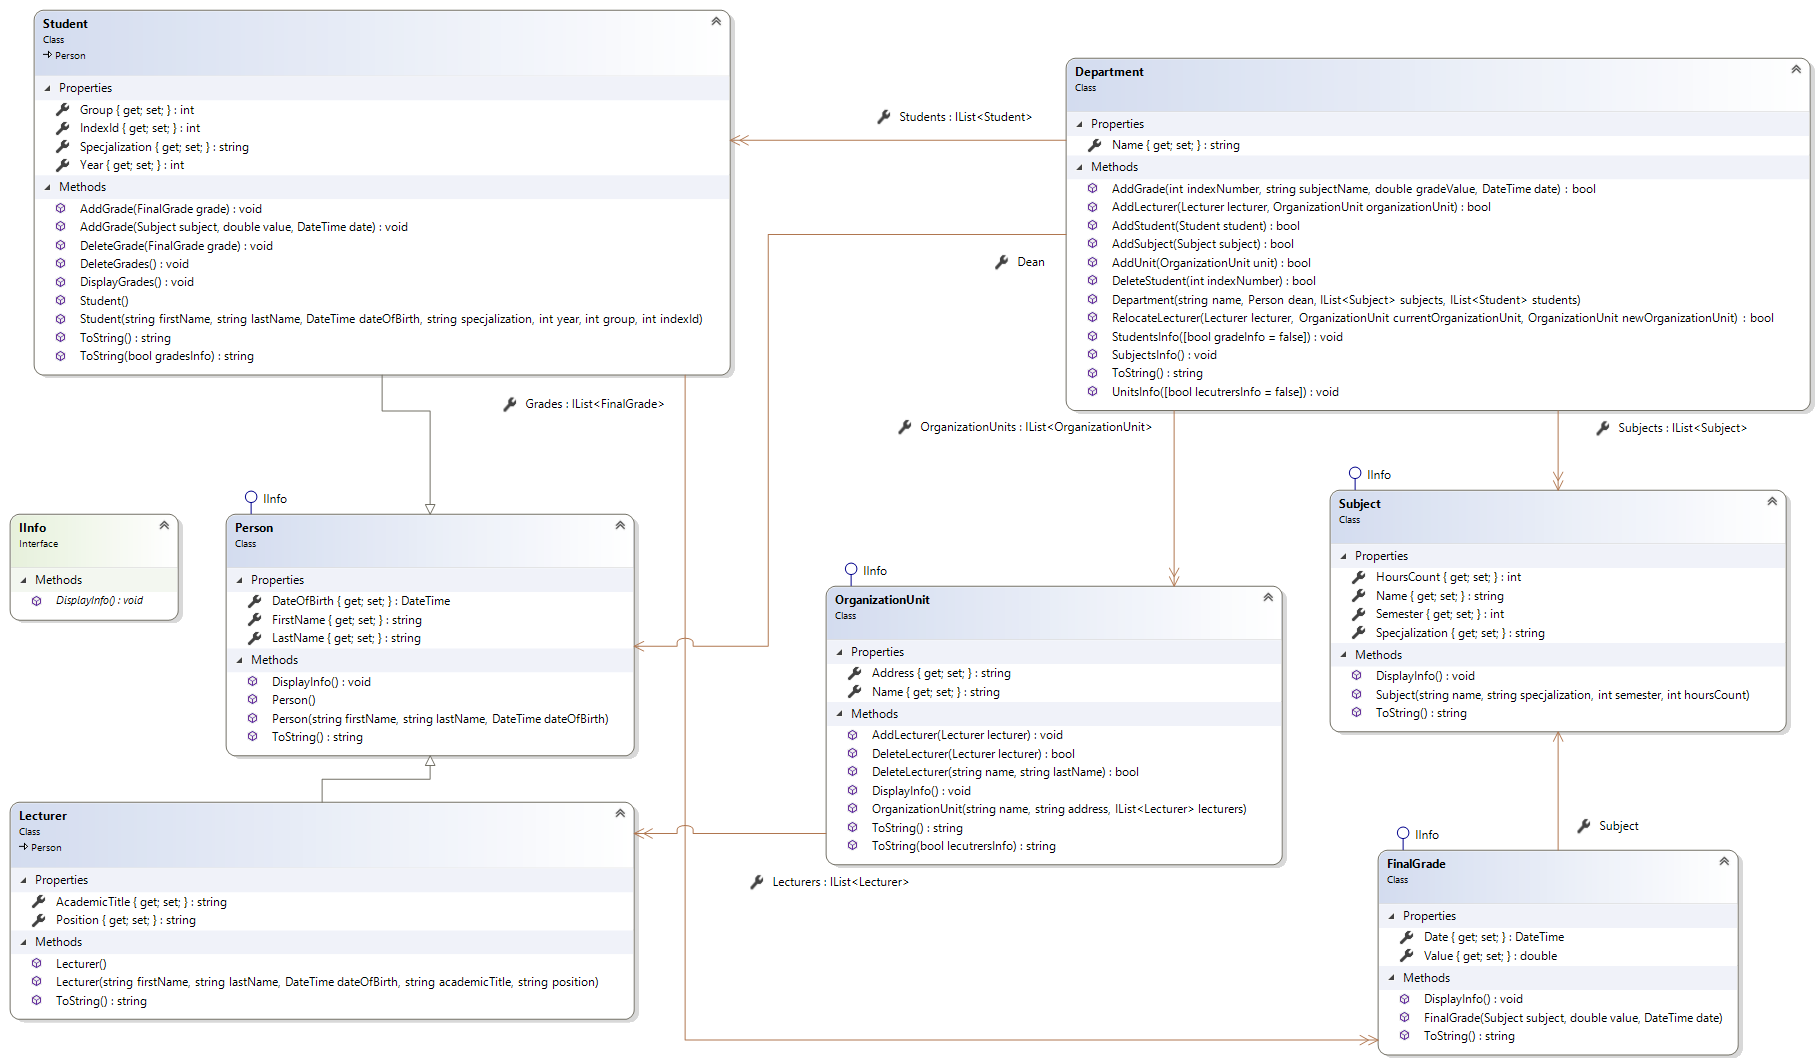 Student
Class
Person
Properties
Group { get; set; } : int
IndexId { get; set; } : int
Specjalization { get; set; } : string
Year { get; set; } : int
Methods
AddGrade(FinalGrade grade) : void
AddGrade(Subject subject, double value, DateTime date) : void
DeleteGrade(FinalGrade grade) : void
DeleteGrades() : void
DisplayGrades() : void
Student()
Student(string firstName, string lastName, DateTime dateOfBirth, string specjalization, int year, int group, int indexId)
ToString() : string
ToString(bool gradesInfo) : string
Students : IList<Student>
Dean
Department
Class
Properties
Name { get; set; } : string
Methods
AddGrade(int indexNumber, string subjectName, double gradeValue, DateTime date) : bool
AddLecturer(Lecturer lecturer, OrganizationUnit organizationUnit) : bool
AddStudent(Student student) : bool
AddSubject(Subject subject) : bool
AddUnit(OrganizationUnit unit) : bool
DeleteStudent(int indexNumber) : bool
Department(string name, Person dean, IList<Subject> subjects, IList<Student> students)
RelocateLecturer(Lecturer lecturer, OrganizationUnit currentOrganizationUnit, OrganizationUnit newOrganizationUnit) : bool
StudentsInfo([bool gradeInfo = false]) : void
SubjectsInfo() : void
ToString() : string
UnitsInfo([bool lecutrersInfo = false]) : void
Grades : IList<FinalGrade>
OrganizationUnits : IList<OrganizationUnit>
Subjects : IList<Subject>
IInfo
Interface
Methods
DisplayInfo() : void
IInfo
Person
Class
Properties
DateOfBirth { get; set; } : DateTime
FirstName { get; set; } : string
LastName { get; set; } : string
Methods
DisplayInfo() : void
Person()
Person(string firstName, string lastName, DateTime dateOfBirth)
ToString() : string
IInfo
OrganizationUnit
Class
Properties
Address { get; set; } : string
Name { get; set; } : string
Methods
AddLecturer(Lecturer lecturer) : void
DeleteLecturer(Lecturer lecturer) : bool
DeleteLecturer(string name, string lastName) : bool
DisplayInfo() : void
OrganizationUnit(string name, string address, IList<Lecturer> lecturers)
ToString() : string
ToString(bool lecutrersInfo) : string
IInfo
Subject
Class
Properties
HoursCount { get; set; } : int
Name { get; set; } : string
Semester { get; set; } : int
Specjalization { get; set; } : string
Methods
DisplayInfo() : void
Subject(string name, string specjalization, int semester, int hoursCount)
ToString() : string
Lecturer
Class
Person
Properties
AcademicTitle { get; set; } : string
Position { get; set; } : string
Methods
Lecturer()
Lecturer(string firstName, string lastName, DateTime dateOfBirth, string academicTitle, string position)
ToString() : string
Lecturers : IList<Lecturer>
Subject
IInfo
FinalGrade
Class
Properties
Date { get; set; } : DateTime
Value { get; set; } : double
Methods
DisplayInfo() : void
FinalGrade(Subject subject, double value, DateTime date)
ToString() : string